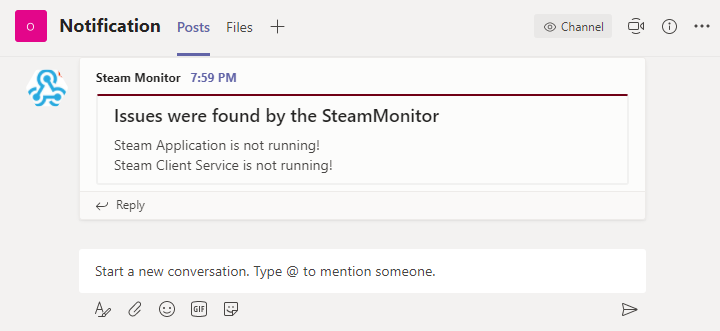 O Notification Posts Files Channel
Steam Monitor 7:59 PM
Issues were found by the SteamMonitor
Steam Application is not running!
Steam Client Service is not running!
Reply
Start a new conversation. Type @ to mention someone.
GIF